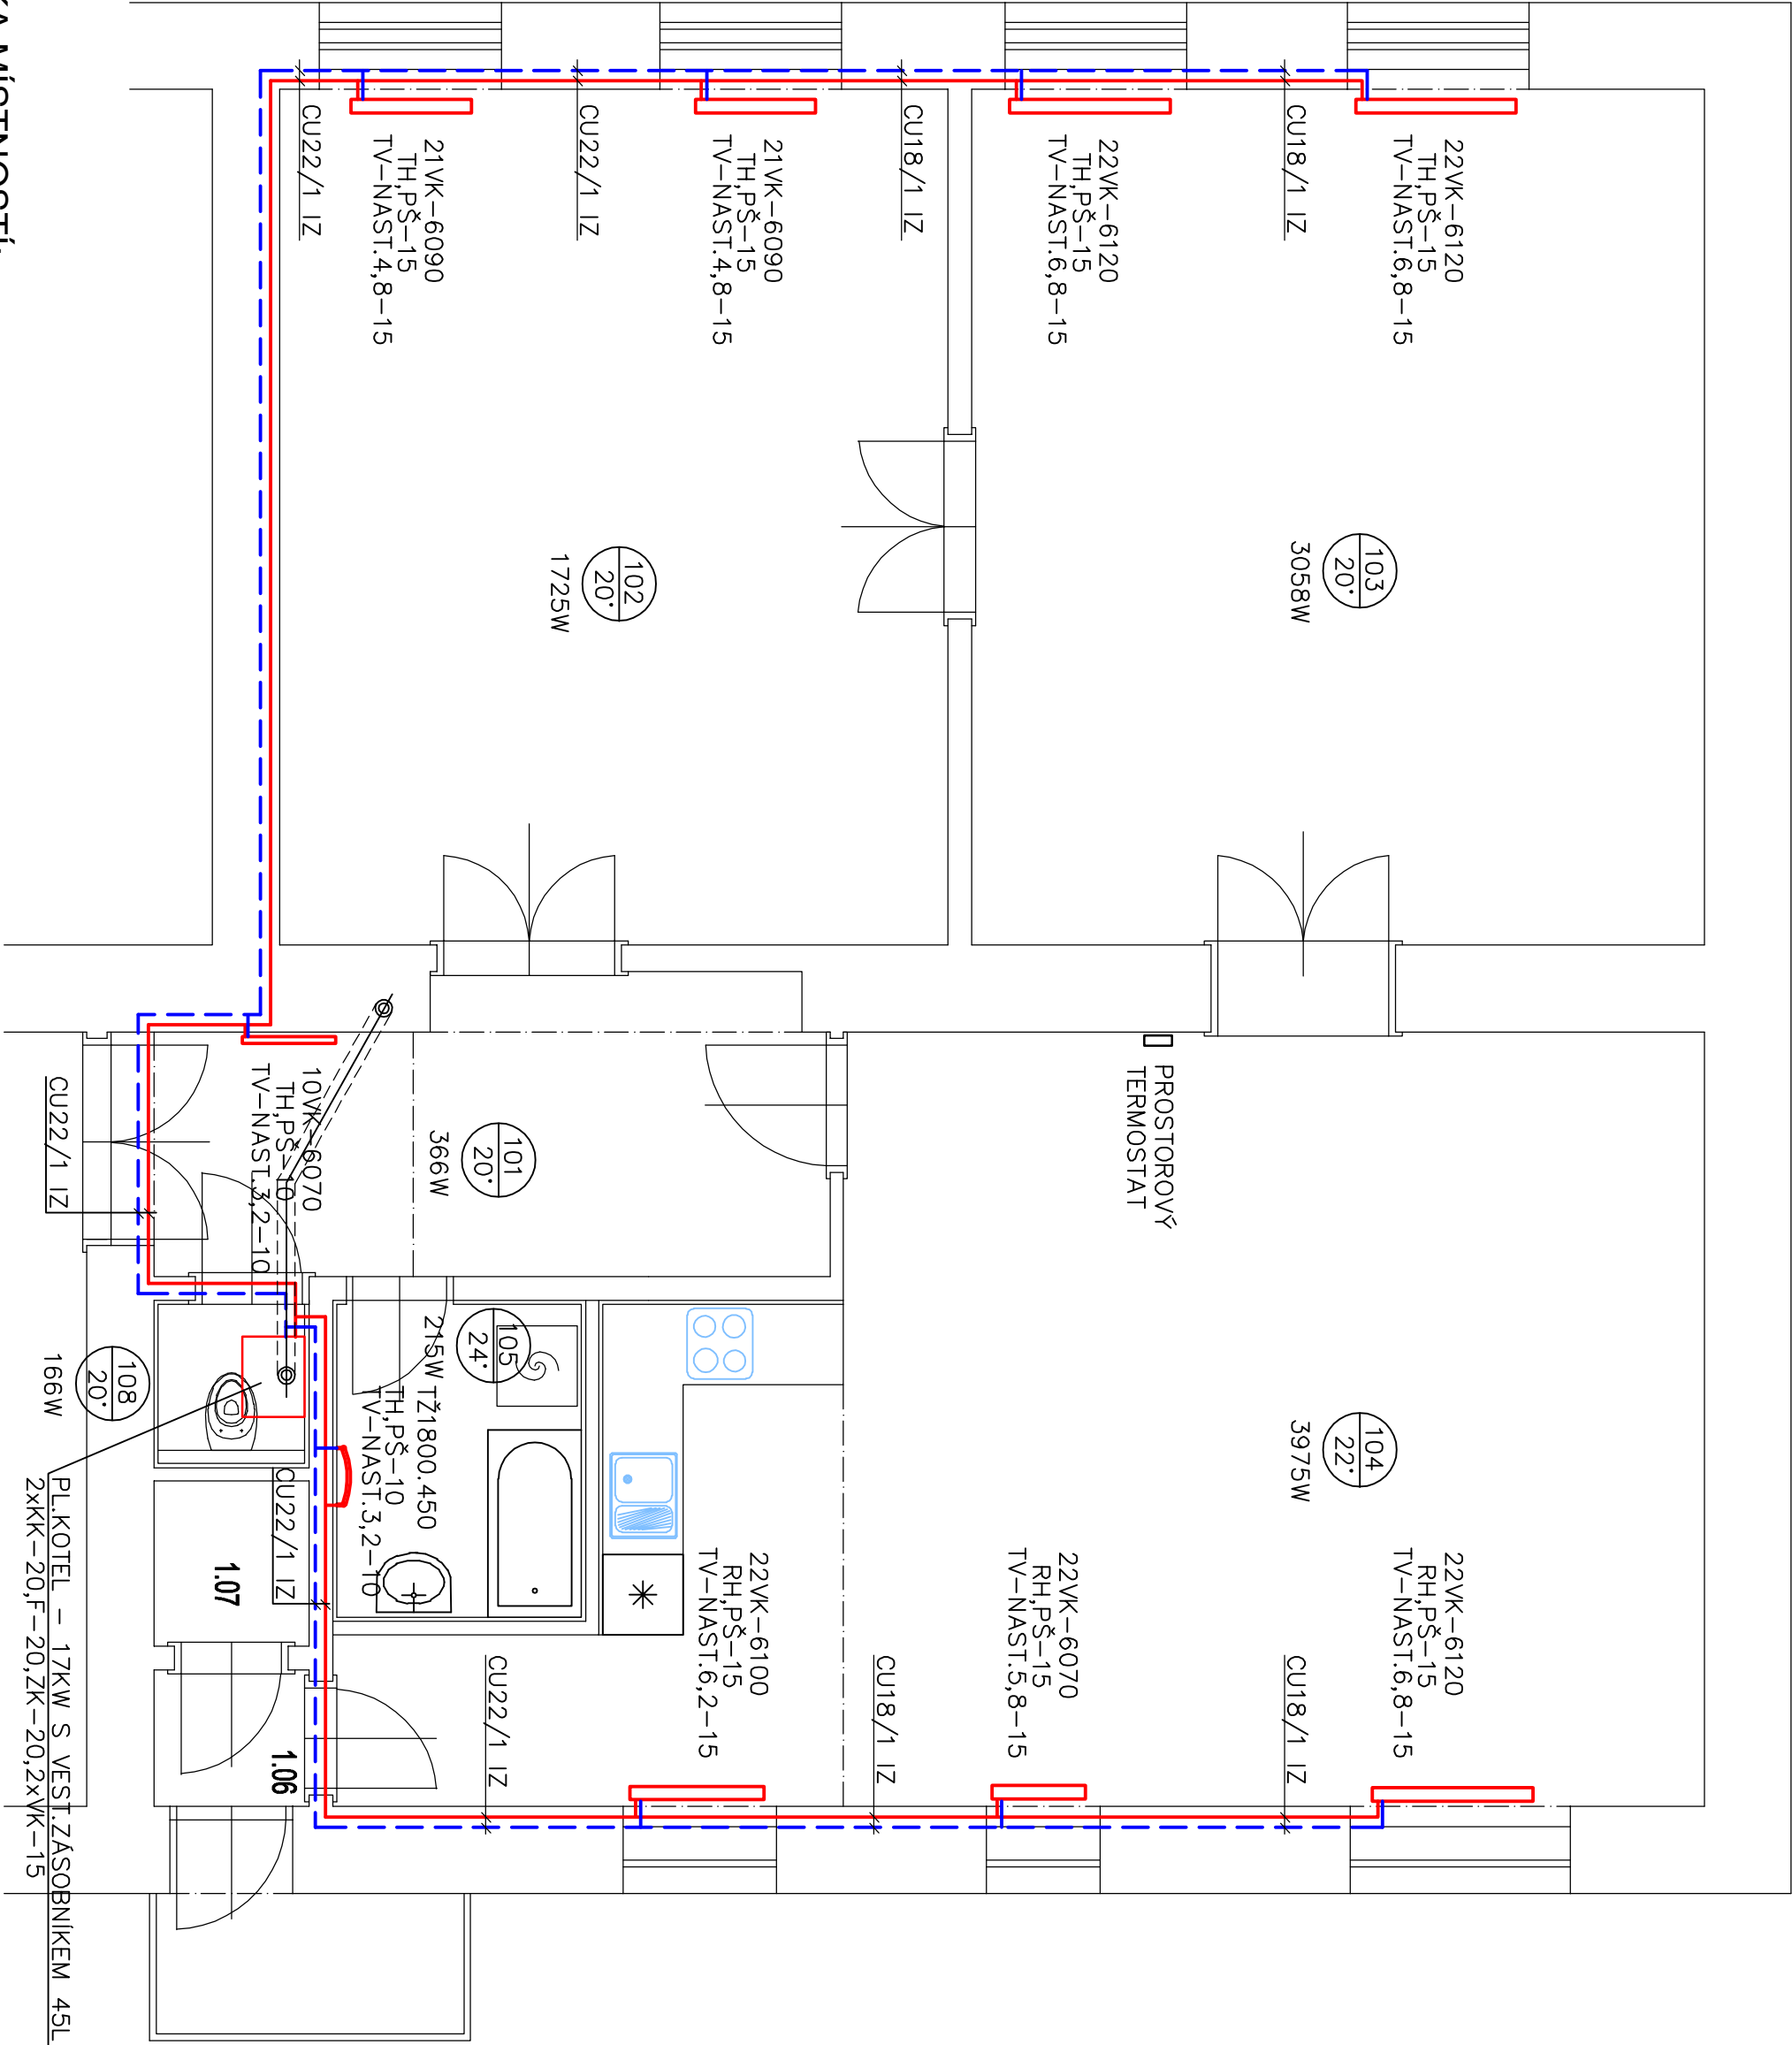 A MÍSTNOSTÍ:
CU22/1 IZ
21VK-6090
TH,PŠ-15
TV-NAST.4,8-15
CU22/1 IZ
21VK-6090
TH,PŠ-15
TV-NAST.4,8-15
CU18/1 IZ
22VK-6120
TH,PŠ-15
TV-NAST.6,8-15
CU18/1 IZ
22VK-6120
TH,PŠ-15
TV-NAST.6,8-15
103
20°
3058W
102
20°
1725W
PROSTOROVÝ
TERMOSTAT
101
20°
366W
10VK-6070
TH,PŠ-10
TV-NAST.3,2-10
CU22/1 IZ
104
22°
3975W
105
24°
215W
TŽ1800.450
TH,PŠ-10
TV-NAST.3,2-10
108
20°
166W
CU22/1 IZ
1.07
1.06
22VK-6120
RH,PŠ-15
TV-NAST.6,8-15
CU18/1 IZ
22VK-6070
RH,PŠ-15
TV-NAST.5,8-15
CU18/1 IZ
22VK-6100
RH,PŠ-15
TV-NAST.6,2-15
CU22/1 IZ
PL.KOTEL - 17KW S VEST.ZÁSOBNÍKEM 45L
2xKK-20,F-20,ZK-20,2xVK-15